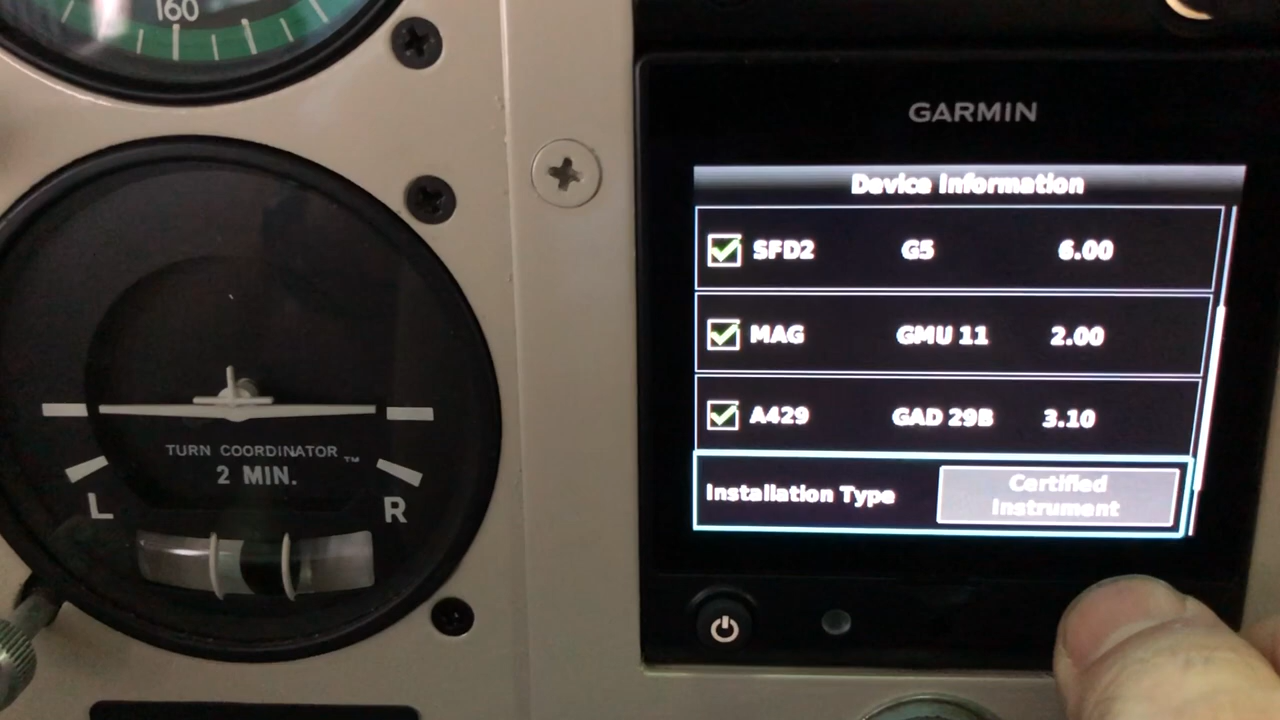 160
TURN COORDINATOR ™
2 MIN.
L R
GARMIN
Device Information
SFD2 G5 6.00
MAG GMU 11 2.00
A429 GAD 29B 3.10
Installation Type
Certified
Instrument